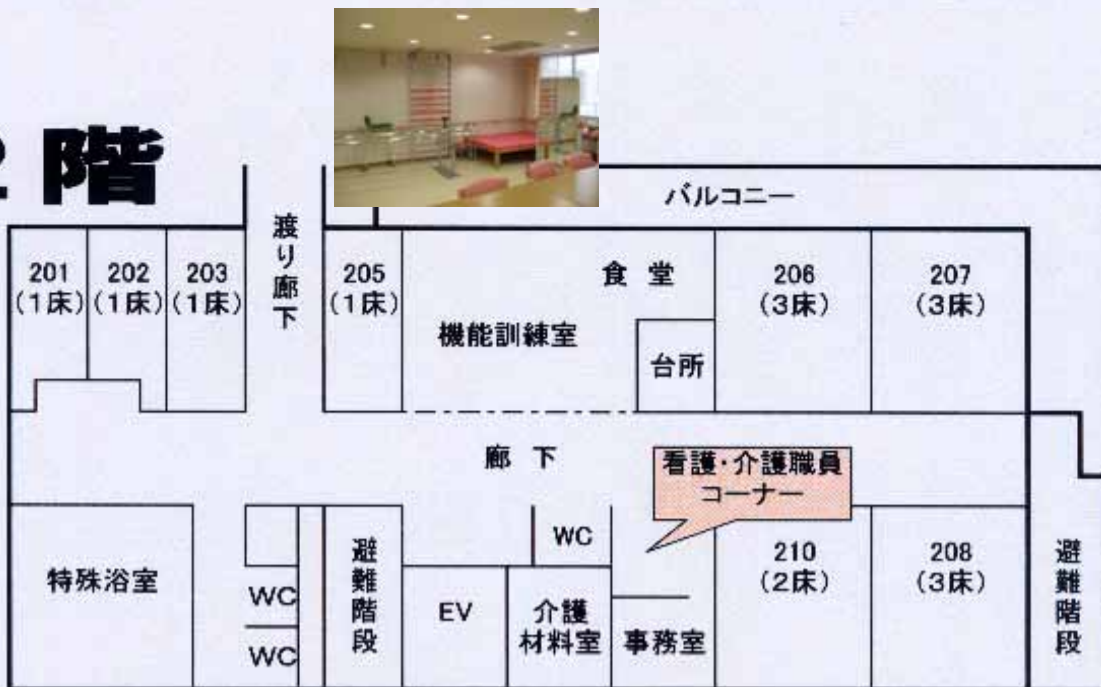 2 階
バルコニー
201
(1床)
202
(1床)
203
(1床)
渡り廊下
205
(1床)
機能訓練室
食 堂
台所
206
(3床)
207
(3床)
廊 下
看護・介護職員
コーナー
特殊浴室
WC
WC
避難階段
EV
WC
介護
材料室
事務室
210
(2床)
208
(3床)
避難階段